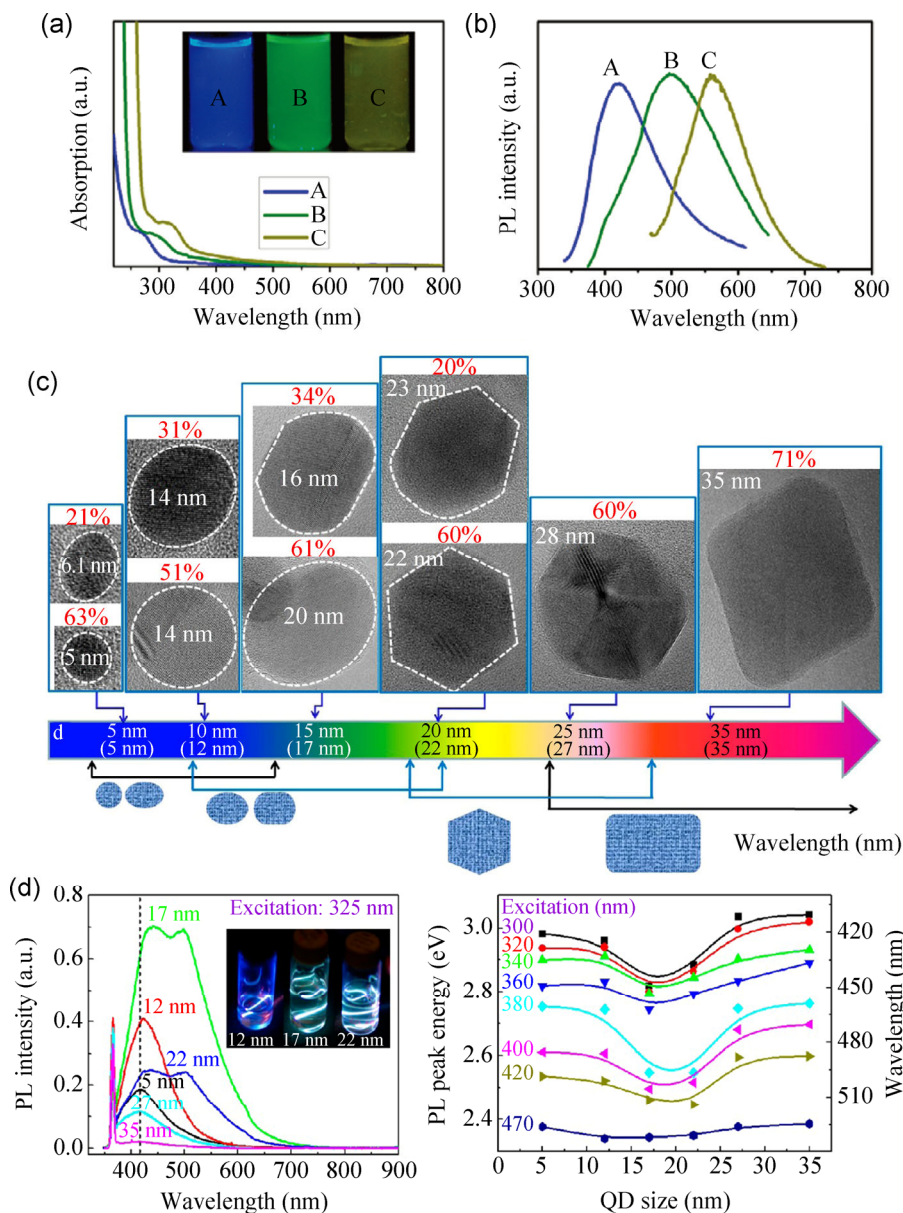 (a)
Absorption (a.u.)
A B C
A
B
C
300 400 500 600 700 800
Wavelength (nm)
(b)
PL intensity (a.u.)
A B C
300 400 500 600 700 800
Wavelength (nm)
(c)
21%
6.1 nm
63%
5 nm
31%
14 nm
51%
14 nm
34%
16 nm
61%
20 nm
20%
23 nm
60%
22 nm
60%
28 nm
71%
35 nm
d 5 nm 10 nm 15 nm 20 nm 25 nm 35 nm
(5 nm) (12 nm) (17 nm) (22 nm) (27 nm) (35 nm)
Wavelength (nm)
(d)
PL intensity (a.u.)
0.8
0.6
0.4
0.2
0.0
17 nm
Excitation: 325 nm
12 nm 17 nm 22 nm
12 nm
22 nm
5 nm
27 nm
35 nm
400 500 600 700 800 900
Wavelength (nm)
PL peak energy (eV)
3.0
2.8
2.6
2.4
Excitation (nm)
300
320
340
360
380
400
420
470
420
450
480
510
Wavelength (nm)
0 5 10 15 20 25 30 35
QD size (nm)